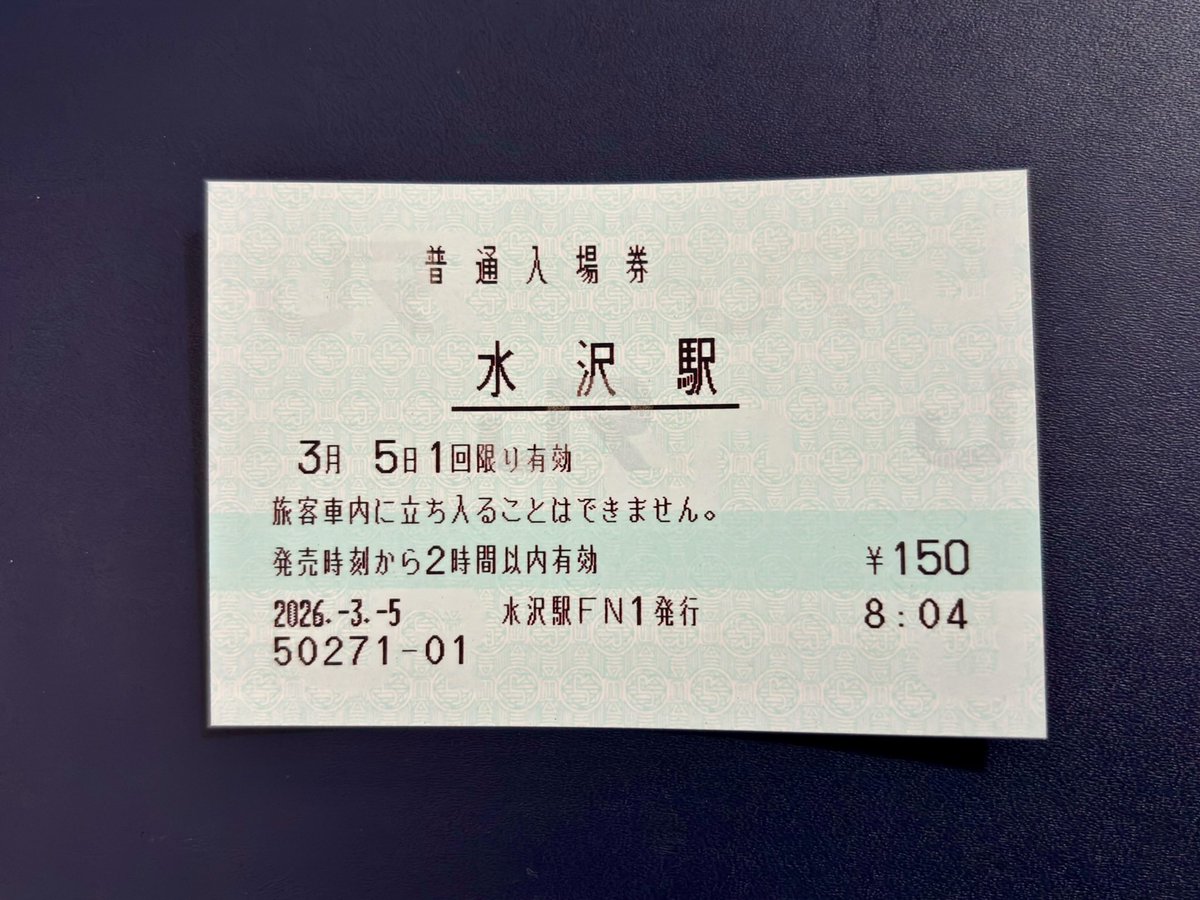 普通入場券
水沢駅
3月 5日1回限り有効
旅客車内に立ち入ることはできません。
発売時刻から2時間以内有効 ¥150
2026.-3.-5 水沢駅FN1発行 8:04
50271-01